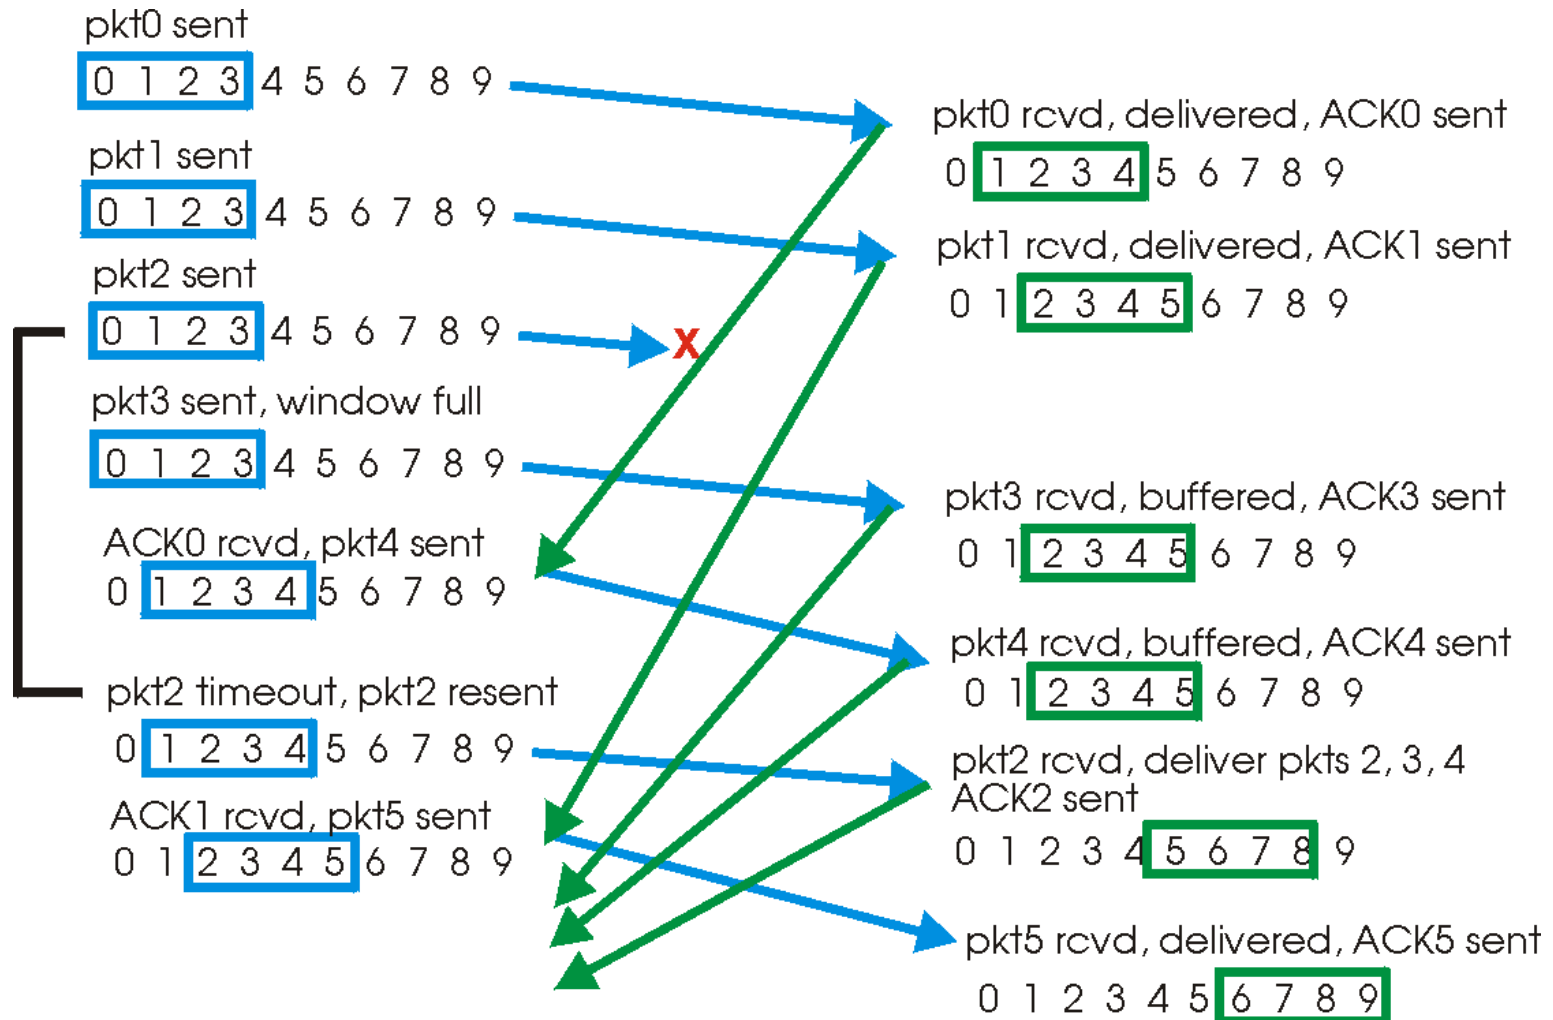 pkt0 sent
0 1 2 3 4 5 6 7 8 9
pkt1 sent
0 1 2 3 4 5 6 7 8 9
pkt2 sent
0 1 2 3 4 5 6 7 8 9
X
pkt3 sent, window full
0 1 2 3 4 5 6 7 8 9
ACK0 rcvd, pkt4 sent
0 1 2 3 4 5 6 7 8 9
pkt2 timeout, pkt2 resent
0 1 2 3 4 5 6 7 8 9
ACK1 rcvd, pkt5 sent
0 1 2 3 4 5 6 7 8 9
pkt0 rcvd, delivered, ACK0 sent
0 1 2 3 4 5 6 7 8 9
pkt1 rcvd, delivered, ACK1 sent
0 1 2 3 4 5 6 7 8 9
pkt3 rcvd, buffered, ACK3 sent
0 1 2 3 4 5 6 7 8 9
pkt4 rcvd, buffered, ACK4 sent
0 1 2 3 4 5 6 7 8 9
pkt2 rcvd, deliver pkts 2, 3, 4
ACK2 sent
0 1 2 3 4 5 6 7 8 9
pkt5 rcvd, delivered, ACK5 sent
0 1 2 3 4 5 6 7 8 9